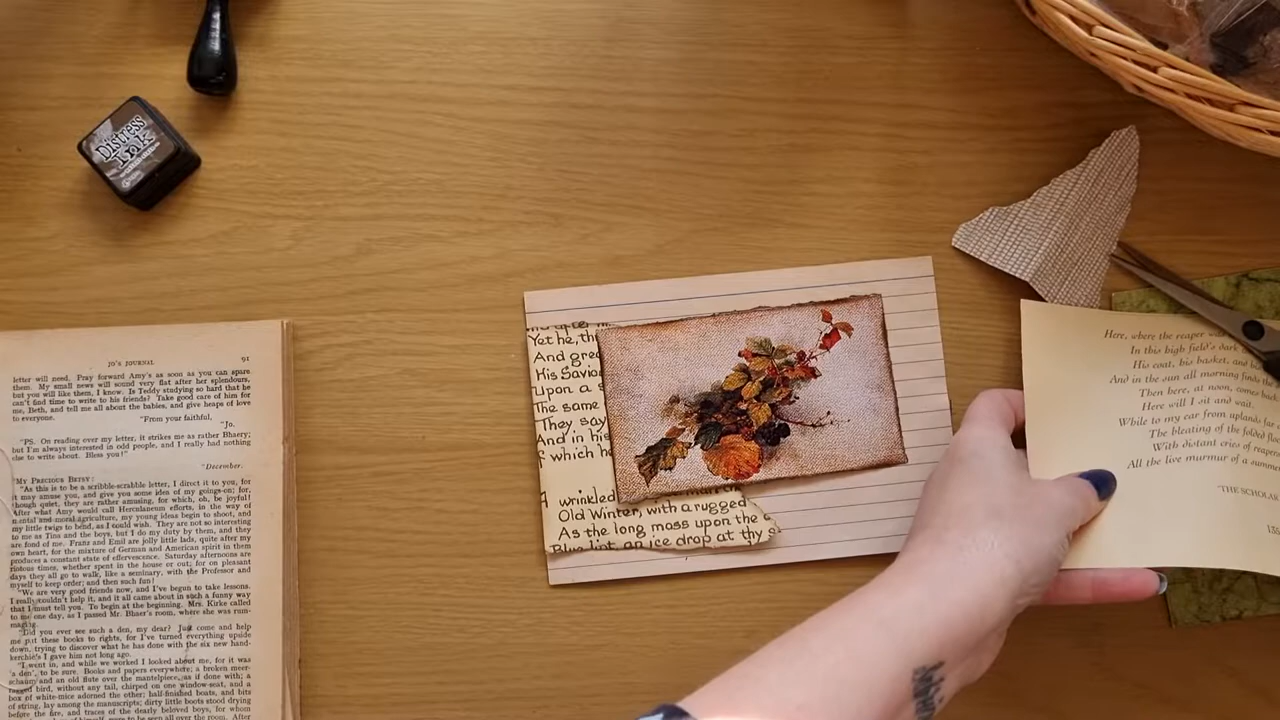 Distress
Ink
JO'S JOURNAL 91
letter will need. Pray forward Amy's as soon as you can spare
them. My small news will sound very flat after her splendours,
but you will like them, I know. Is Teddy studying so hard that he
can't find time to write to his friends? Take good care of him for
me, Beth, and tell me all about the babies, and give heaps of love
to everyone.
"From your faithful,
"Jo.
"PS. On reading over my letter, it strikes me as rather Bhaery;
but I'm always interested in odd people, and I really had nothing
else to write about. Bless you!"
"December.
"MY PRECIOUS BETSY:
"As this is to be a scribble-scrabble letter, I direct it to you, for
it may amuse you, and give you some idea of my goings-on; for,
though quiet, they are rather amusing, for which, oh, be joyful!
After what Amy would call Herculaneum efforts, in the way of
mental and moral agriculture, my young ideas begin to shoot, and
my little twigs to bend, as I could wish. They are not so interesting
to me as Tina and the boys, but I do my duty by them, and they
are fond of me. Franz and Emil are jolly little lads, quite after my
own heart, for the mixture of German and American spirit in them
produces a constant state of effervescence. Saturday afternoons are
riotous times, whether spent in the house or out; for on pleasant
days they all go to walk, like a seminary, with the Professor and
myself to keep order; and then such fun!
"We are very good friends now, and I've begun to take lessons.
I really couldn't help it, and it all came about in such a funny way
that I must tell you. To begin at the beginning. Mrs. Kirke called
to me one day, as I passed Mr. Bhaer's room, where she was rum-
maging.
"'Did you ever see such a den, my dear? Just come and help
me put these books to rights, for I've turned everything upside
down, trying to discover what he has done with the six new hand-
kerchiefs I gave him not long ago.'
"I went in, and while we worked I looked about me, for it was
'a den', to be sure. Books and papers everywhere; a broken meer-
schaum and an old flute over the mantelpiece, as if done with; a
ragged bird, without any tail, chirped on one window-seat, and
box of white-mice adorned the other; half-finished boats, and bits
of string, lay among the manuscripts; dirty little boots stood drying
before the fire, and traces of the dearly beloved boys, for whom
Yet he, th
And gre
His Savio
Upon a s
The same
They say
And in his
f which he
wrinkled
Old Winter, with a rugged
As the long moss upon the
Blue lipt an ice drop at thy
Here, where the reaper
In this high field's dark
His coat, his basket, and
And in the sun all morning
Then here, at noon, comes
Here will I sit and wait,
While to my ear from uplands far
The bleating of the folded
With distant cries of reapers
All the live murmur of a summe
"THE SCHOLAR